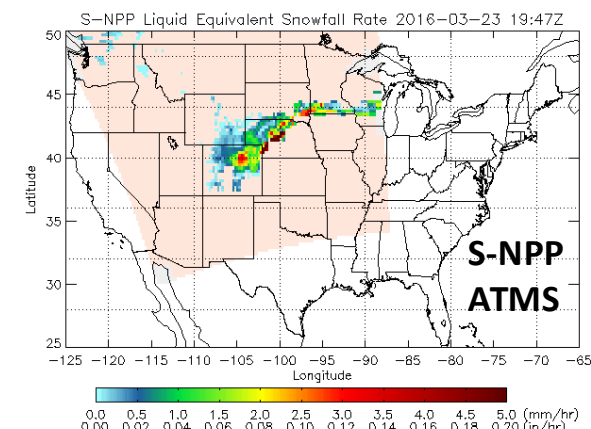 S-NPP Liquid Equivalent Snowfall Rate 2016-03-23 19:47Z
50
45
40
35
30
25
Latitude
S-NPP
ATMS
-125 -120 -115 -110 -105 -100 -95 -90 -85 -80 -75 -70 -65
Longitude
0.0 0.5 1.0 1.5 2.0 2.5 3.0 3.5 4.0 4.5 5.0 (mm/hr)
0.00 0.02 0.04 0.06 0.08 0.10 0.12 0.14 0.16 0.18 0.20 (in/hr)